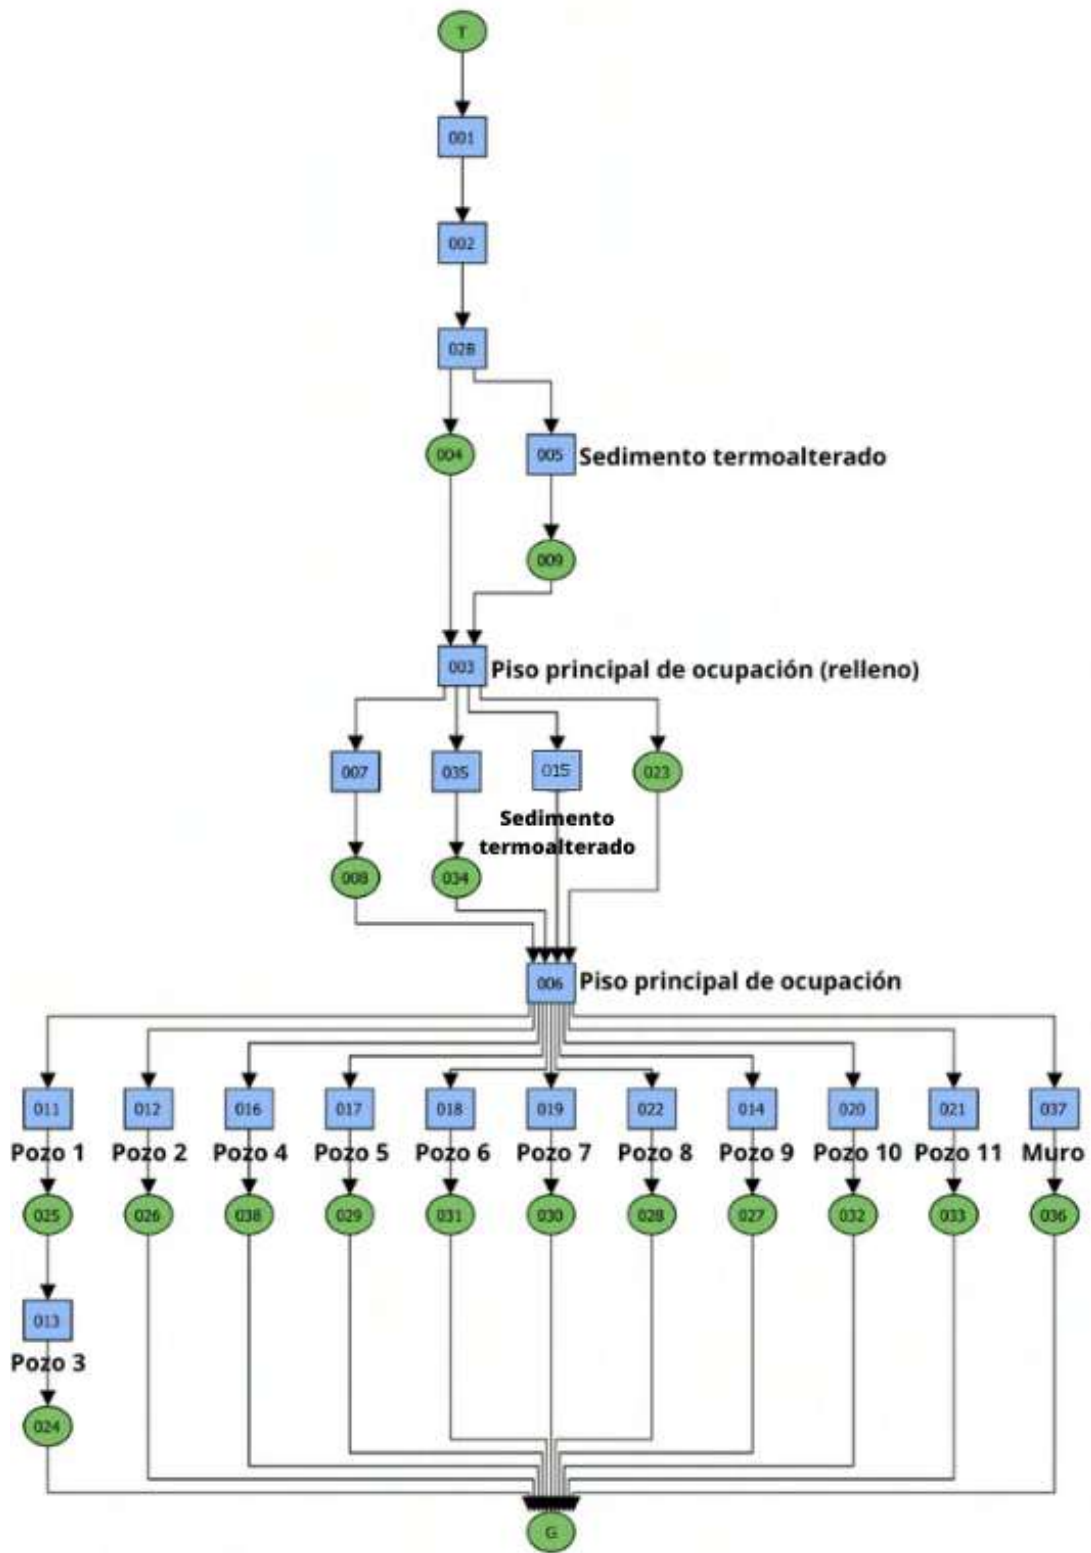 T
001
002
02B
004
005 Sedimento termoalterado
009
003 Piso principal de ocupación (relleno)
007 035 015 023
Sedimento
termoalterado
008 034
006 Piso principal de ocupación
011 012 016 017 018 019 022 014 020 021 037
Pozo 1 Pozo 2 Pozo 4 Pozo 5 Pozo 6 Pozo 7 Pozo 8 Pozo 9 Pozo 10 Pozo 11 Muro
025 026 038 029 031 030 028 027 032 033 036
013
Pozo 3
024
G